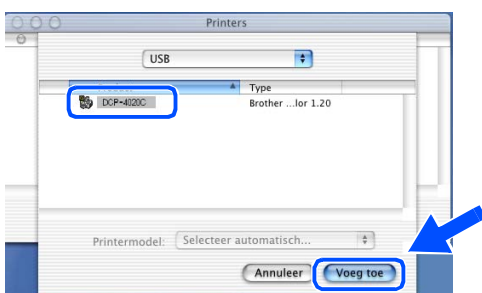 Printers
USB
Type
DCP-4020C Brother ...lor 1.20
Printermodel: Selecteer automatisch...
Annuleer Voeg toe